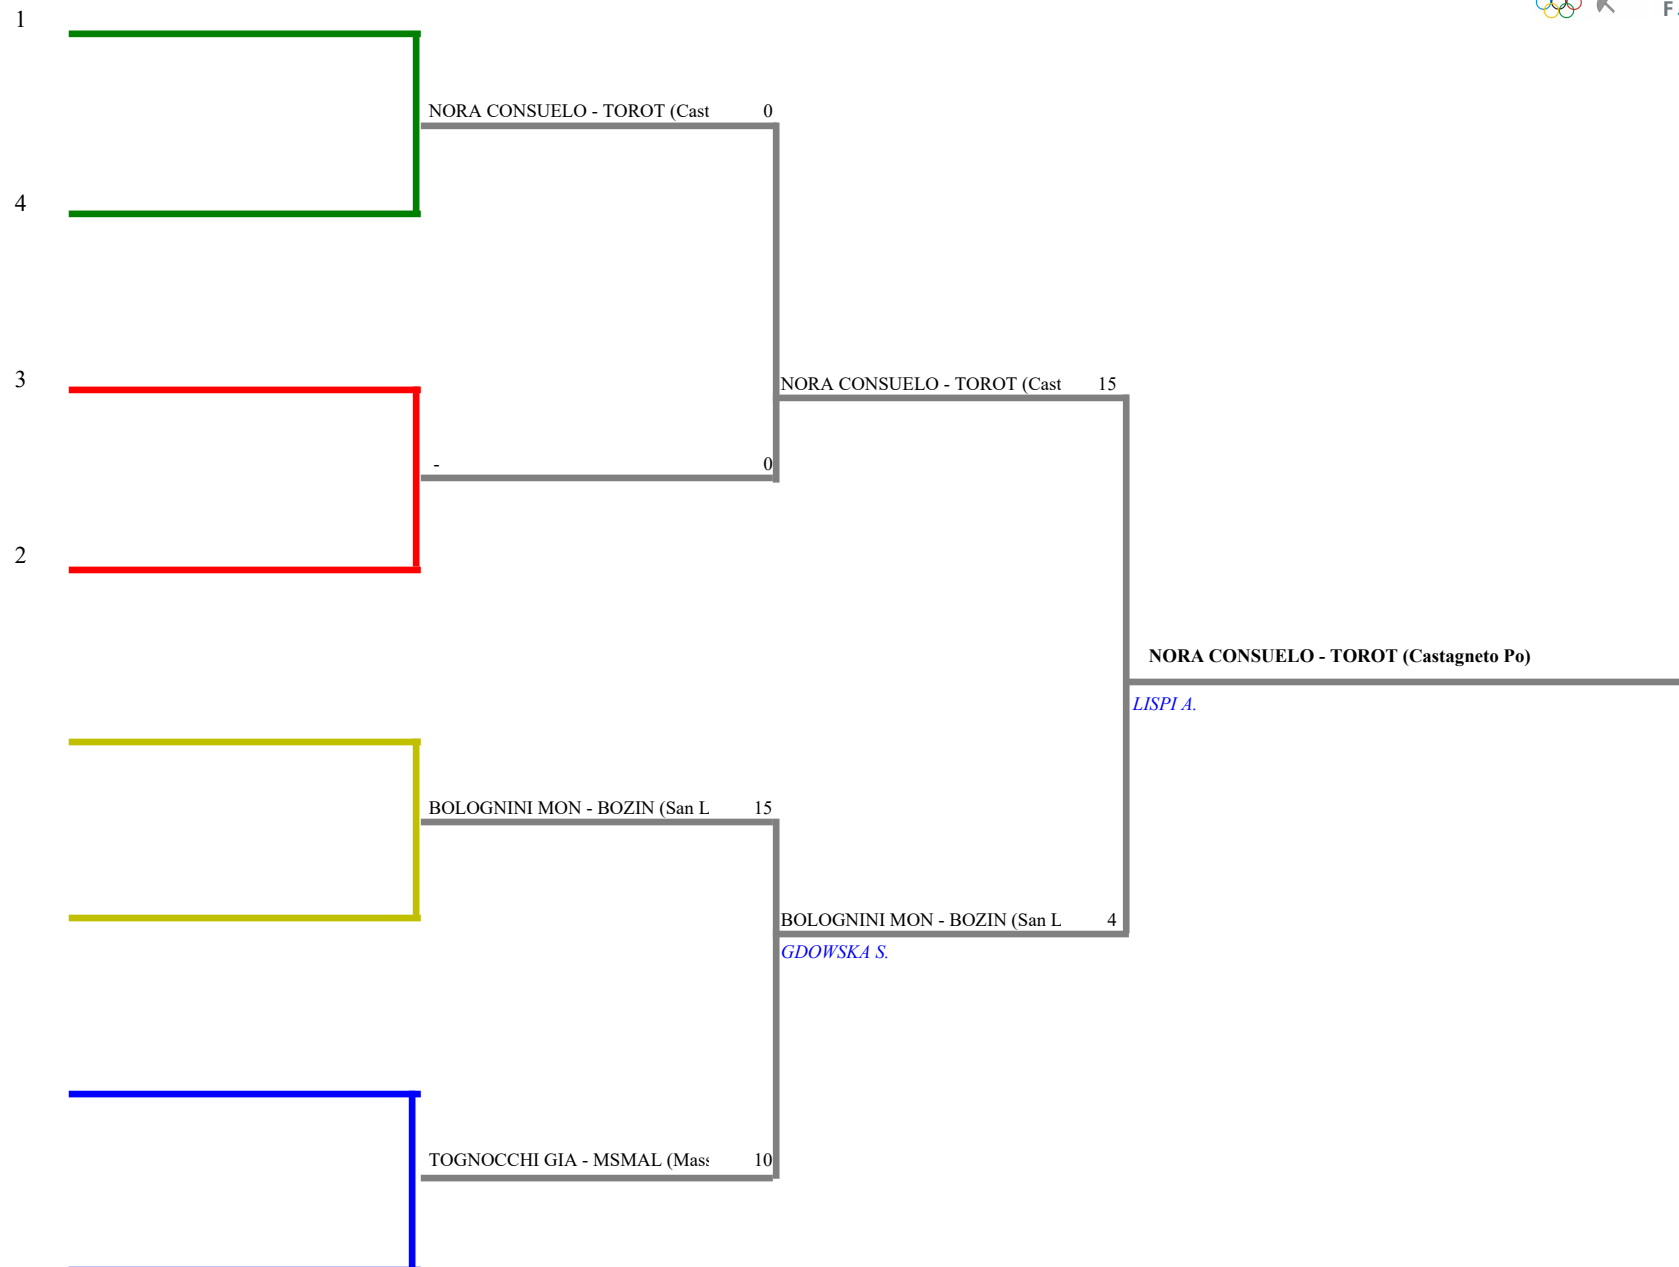 1
F
NORA CONSUELO - TOROT (Cast 0
4
3
NORA CONSUELO - TOROT (Cast 15
- 0
2
NORA CONSUELO - TOROT (Castagneto Po)
LISPI A.
BOLOGNINI MON - BOZIN (San L 15
BOLOGNINI MON - BOZIN (San L 4
GDOWSKA S.
TOGNOCCHI GIA - MSMAL (Mass 10